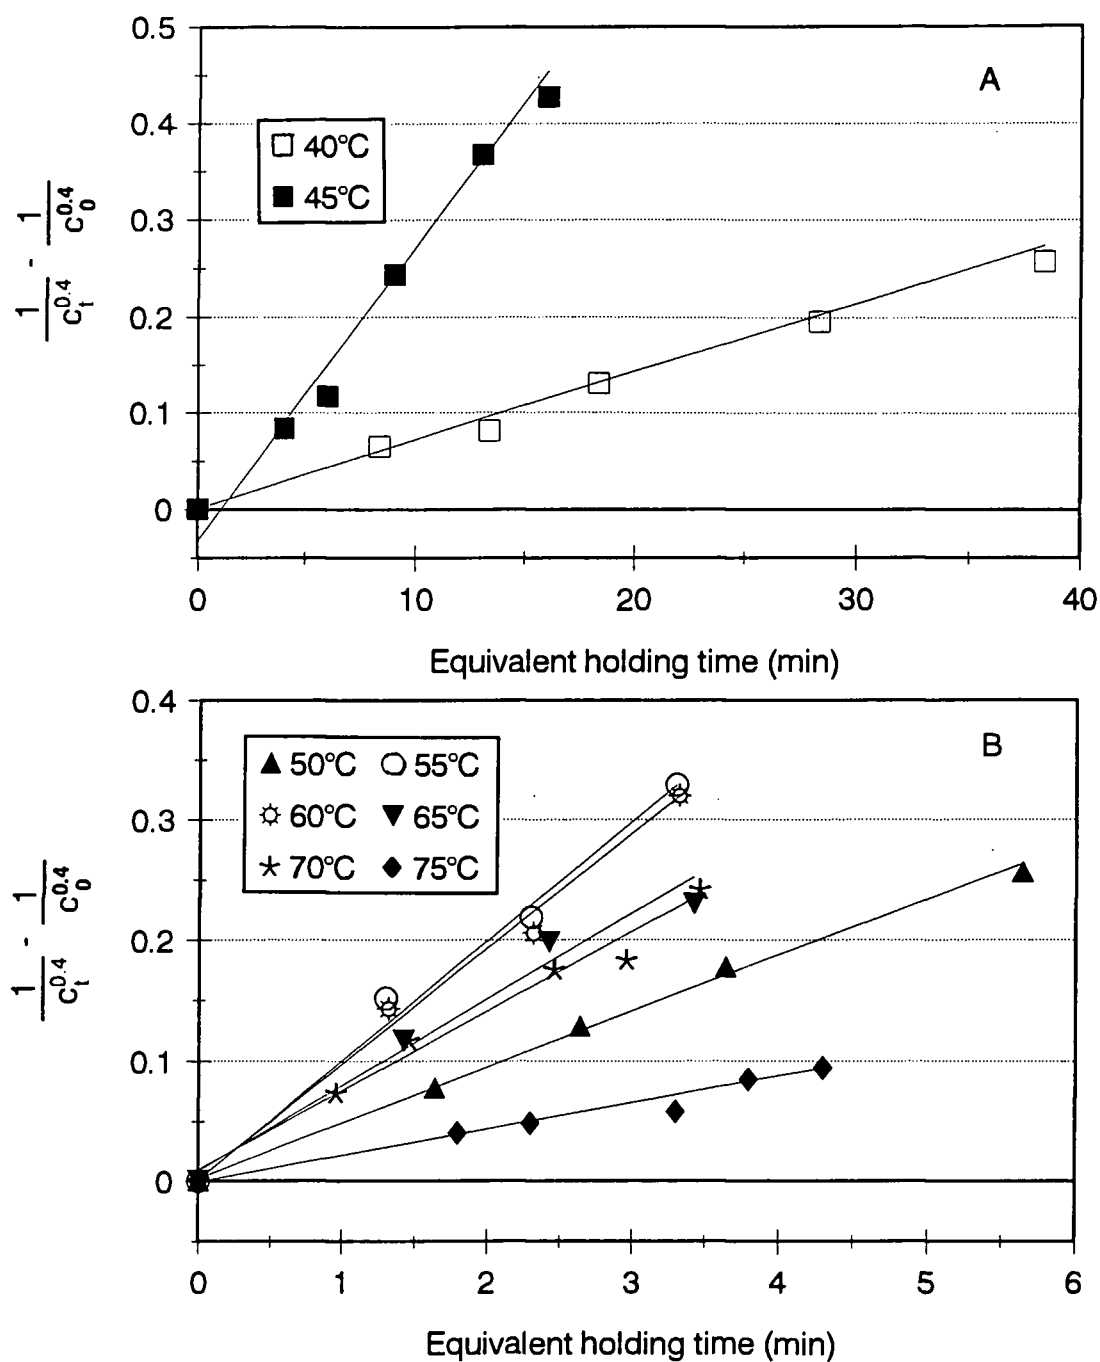 0.5
A
0.4
□ 40°C
■ 45°C
0.3
1/C_t^0.4 - 1/C_0^0.4
0.2
0.1
0
0 10 20 30 40
Equivalent holding time (min)
0.4
B
▲ 50°C ○ 55°C
☼ 60°C ▼ 65°C
✶ 70°C ◆ 75°C
0.3
1/C_t^0.4 - 1/C_0^0.4
0.2
0.1
0
0 1 2 3 4 5 6
Equivalent holding time (min)